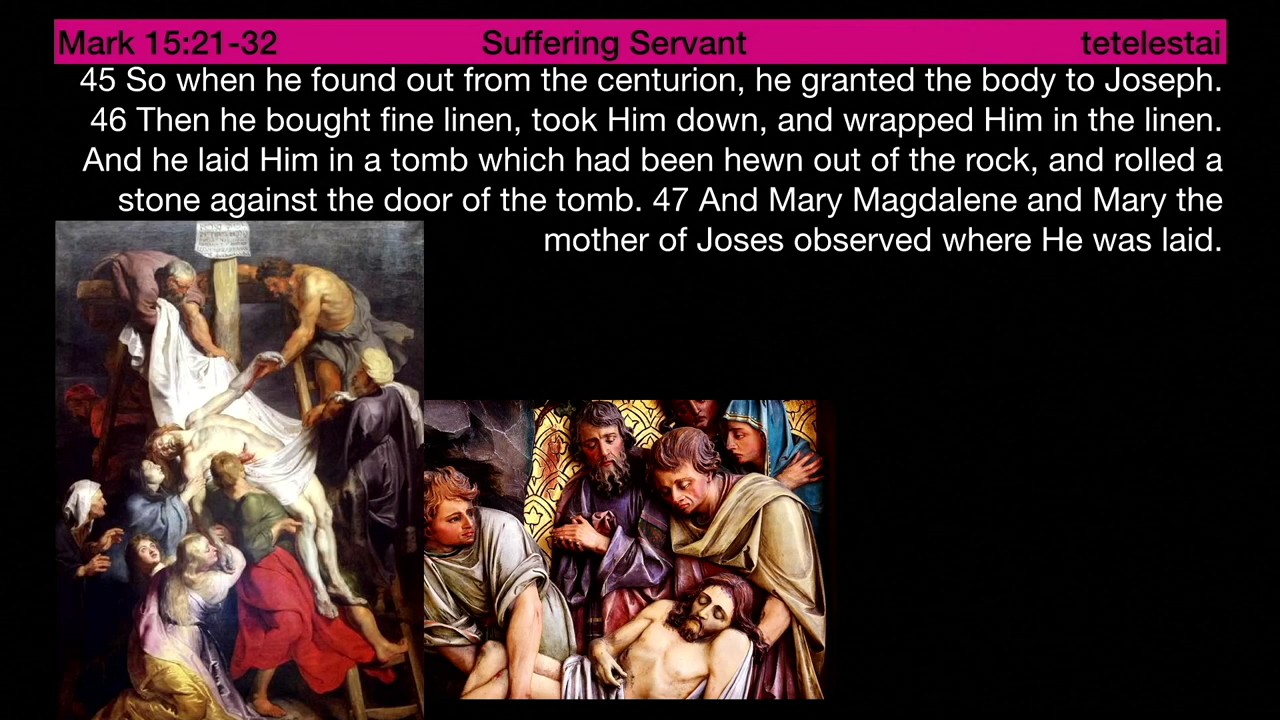 Mark 15:21-32 Suffering Servant tetelestai
45 So when he found out from the centurion, he granted the body to Joseph.
46 Then he bought fine linen, took Him down, and wrapped Him in the linen.
And he laid Him in a tomb which had been hewn out of the rock, and rolled a
stone against the door of the tomb. 47 And Mary Magdalene and Mary the
mother of Joses observed where He was laid.